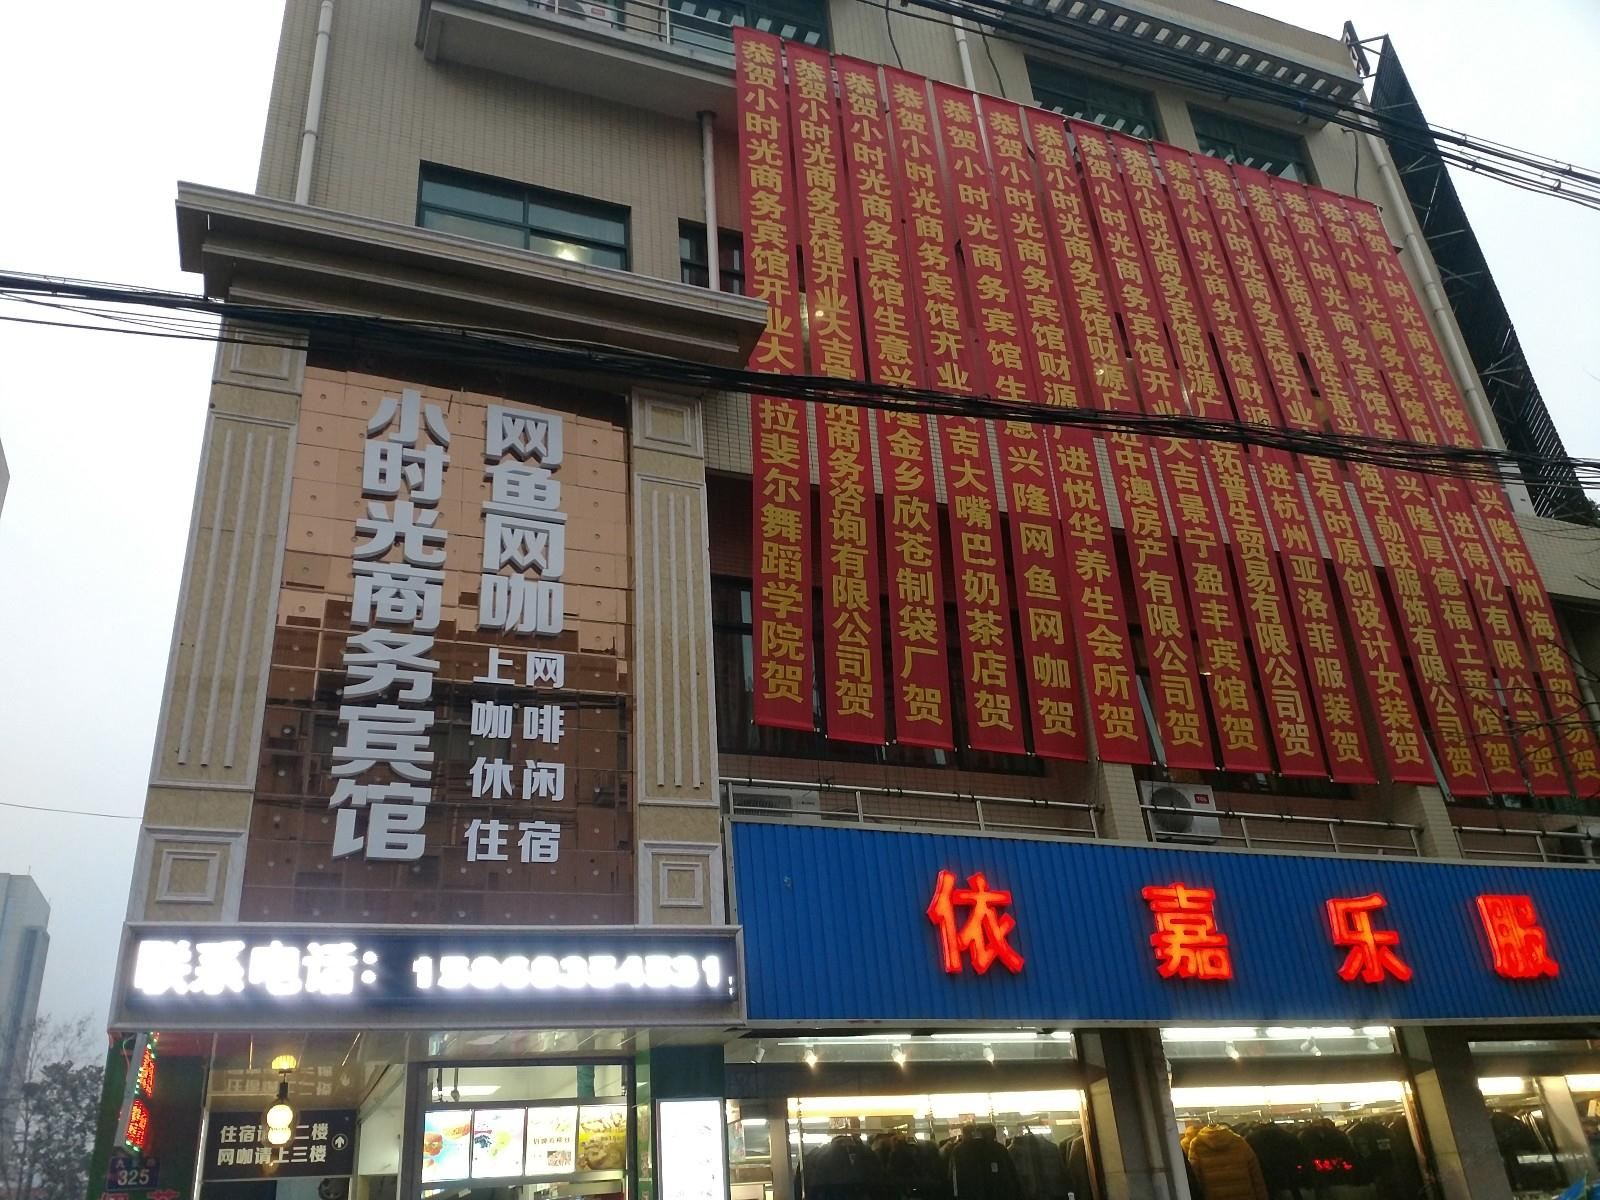 网鱼网咖
上网
咖啡
休闲
住宿
小时光商务宾馆
联系电话：
恭贺小时光商务宾馆开业大 拉斐尔舞蹈学院贺
恭贺小时光商务宾馆开业大吉 拓商务咨询有限公司贺
恭贺小时光商务宾馆生意兴隆金乡欣苍制袋厂贺
恭贺小时光商务宾馆开业大吉大嘴巴奶茶店贺
恭贺小时光商务宾馆生意兴隆网鱼网咖贺
恭贺小时光商务宾馆财源广进悦华养生会所贺
恭贺小时光商务宾馆财源广进中澳房产有限公司贺
恭贺小时光商务宾馆开业大吉景宁盈丰宾馆贺
恭贺小时光商务宾馆财源广 拓普生贸易有限公司贺
恭贺小时光商务宾馆财源广进杭州亚洛菲服装贺
恭贺小时光商务宾馆开业 吉有时原创设计女装贺
恭贺小时光商务宾馆生意兴 海宁勋跃服饰有限公司贺
恭贺小时光商务宾馆生 兴隆厚德福土菜馆贺
恭贺小时光商务宾馆财 广进得亿有限公司贺
恭贺小时光商务宾馆生 兴隆杭州海路贸易贺
依嘉乐服
住宿请 二楼
网咖请上三楼
325